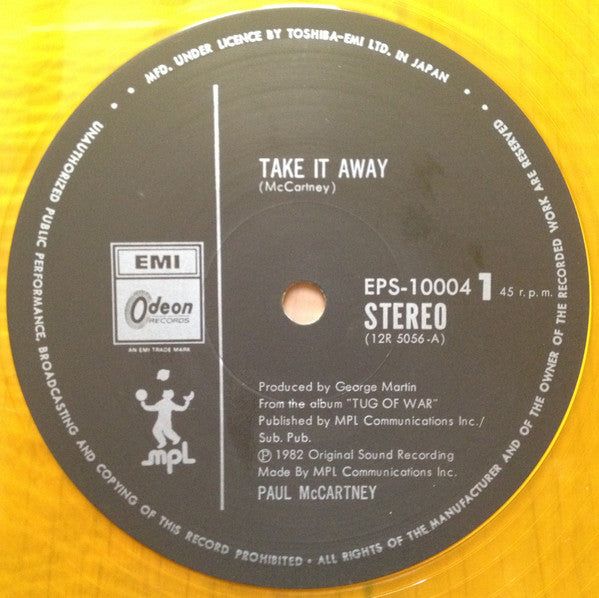 MFD. UNDER LICENCE BY TOSHIBA-EMI LTD. IN JAPAN
TAKE IT AWAY
(McCartney)
EMI
Odeon
RECORDS
AN EMI TRADE MARK
mpl
EPS-10004 1 45 r.p.m.
STEREO
(12R 5056-A)
Produced by George Martin
From the album "TUG OF WAR"
Published by MPL Communications Inc./
Sub. Pub.
℗ 1982 Original Sound Recording
Made By MPL Communications Inc.
PAUL McCARTNEY
UNAUTHORIZED PUBLIC PERFORMANCE, BROADCASTING AND COPYING OF THIS RECORD PROHIBITED • ALL RIGHTS OF THE MANUFACTURER AND OF THE OWNER OF THE RECORDED WORK ARE RESERVED